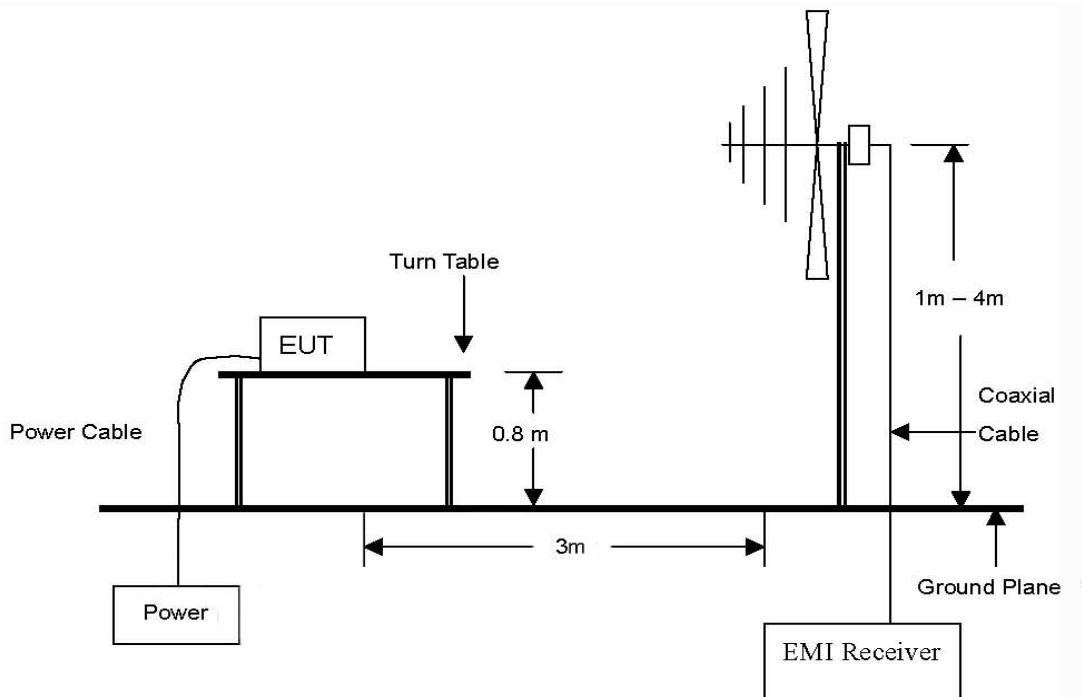 Turn Table
1m – 4m
EUT
Coaxial
Cable
Power Cable
0.8 m
3m
Ground Plane
Power
EMI Receiver